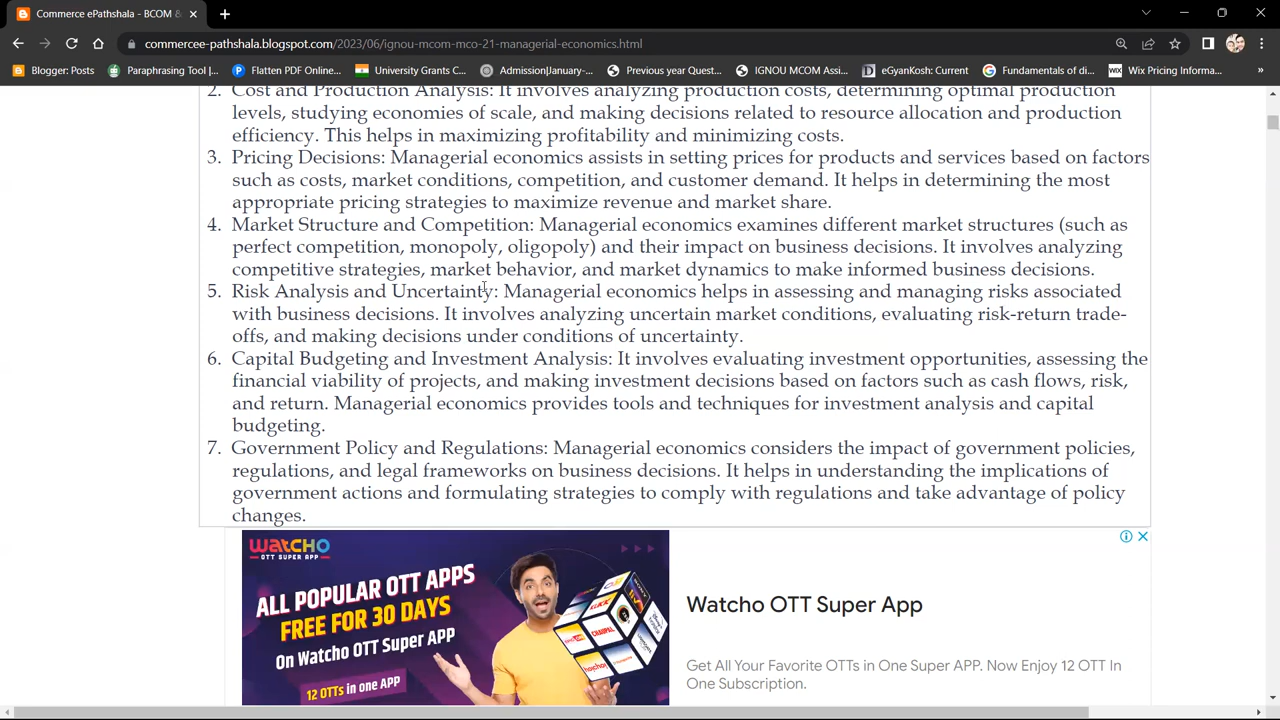 Commerce ePathshala - BCOM &
commercee-pathshala.blogspot.com/2023/06/ignou-mcom-mco-21-managerial-economics.html
Blogger: Posts
Paraphrasing Tool |...
Flatten PDF Online...
University Grants C...
Admission|January-...
Previous year Quest...
IGNOU MCOM Assi...
eGyanKosh: Current
Fundamentals of di...
Wix Pricing Informa...
»
2. Cost and Production Analysis: It involves analyzing production costs, determining optimal production
levels, studying economies of scale, and making decisions related to resource allocation and production
efficiency. This helps in maximizing profitability and minimizing costs.
3. Pricing Decisions: Managerial economics assists in setting prices for products and services based on factors
such as costs, market conditions, competition, and customer demand. It helps in determining the most
appropriate pricing strategies to maximize revenue and market share.
4. Market Structure and Competition: Managerial economics examines different market structures (such as
perfect competition, monopoly, oligopoly) and their impact on business decisions. It involves analyzing
competitive strategies, market behavior, and market dynamics to make informed business decisions.
5. Risk Analysis and Uncertainty: Managerial economics helps in assessing and managing risks associated
with business decisions. It involves analyzing uncertain market conditions, evaluating risk-return trade-
offs, and making decisions under conditions of uncertainty.
6. Capital Budgeting and Investment Analysis: It involves evaluating investment opportunities, assessing the
financial viability of projects, and making investment decisions based on factors such as cash flows, risk,
and return. Managerial economics provides tools and techniques for investment analysis and capital
budgeting.
7. Government Policy and Regulations: Managerial economics considers the impact of government policies,
regulations, and legal frameworks on business decisions. It helps in understanding the implications of
government actions and formulating strategies to comply with regulations and take advantage of policy
changes.
WATCHO
OTT SUPER APP
ALL POPULAR OTT APPS
FREE FOR 30 DAYS
On Watcho OTT Super App
12 OTTs in one APP
Watcho OTT Super App
Get All Your Favorite OTTs in One Super APP. Now Enjoy 12 OTT In
One Subscription.